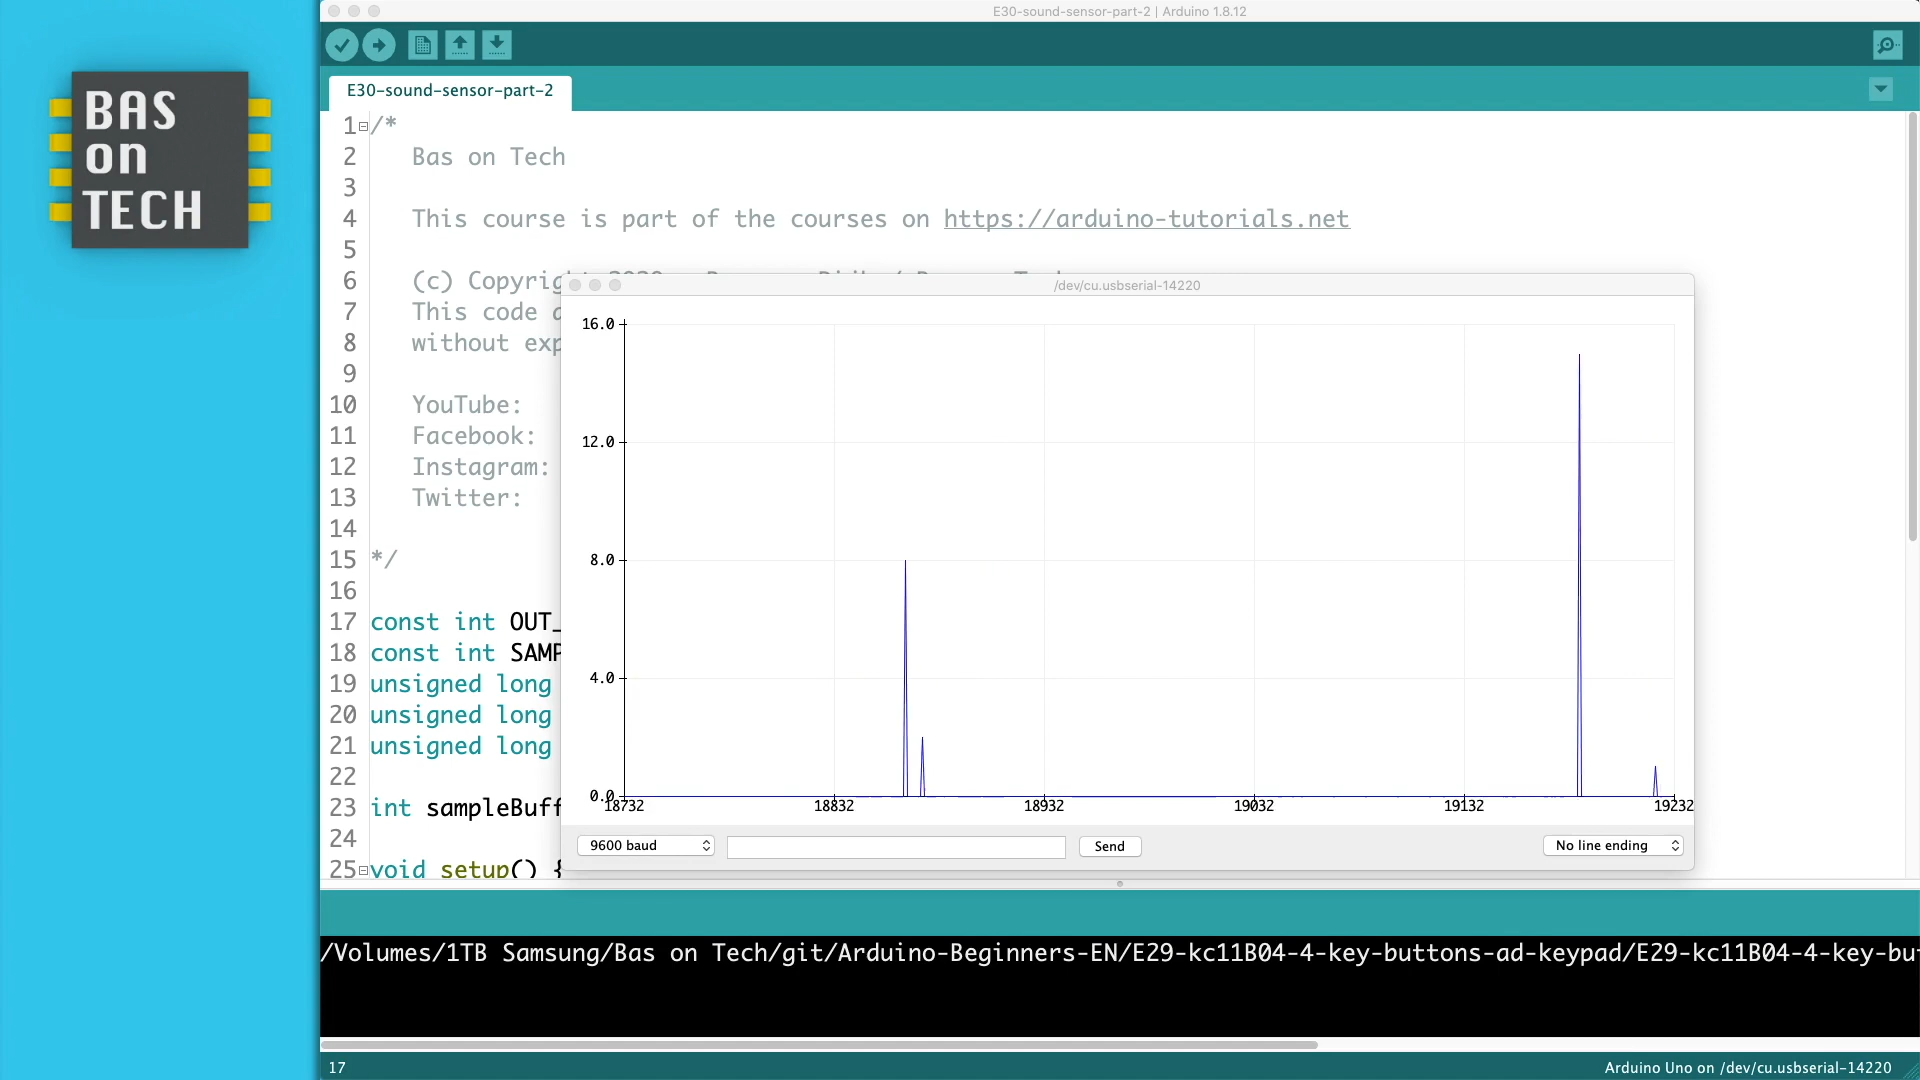 E30-sound-sensor-part-2 | Arduino 1.8.12
BAS
on
TECH
E30-sound-sensor-part-2
1 /*
2 Bas on Tech
3
4 This course is part of the courses on https://arduino-tutorials.net
5
6 (c) Copyrig
7 This code
8 without exp
9
10 YouTube:
11 Facebook:
12 Instagram:
13 Twitter:
14
15 */
16
17 const int OUT_
18 const int SAMP
19 unsigned long
20 unsigned long
21 unsigned long
22
23 int sampleBuff
24
25 void setup() {
/dev/cu.usbserial-14220
16.0
12.0
8.0
4.0
0.0
18732 18832 18932 19032 19132 19232
9600 baud Send No line ending
/Volumes/1TB Samsung/Bas on Tech/git/Arduino-Beginners-EN/E29-kc11B04-4-key-buttons-ad-keypad/E29-kc11B04-4-key-bu
17 Arduino Uno on /dev/cu.usbserial-14220